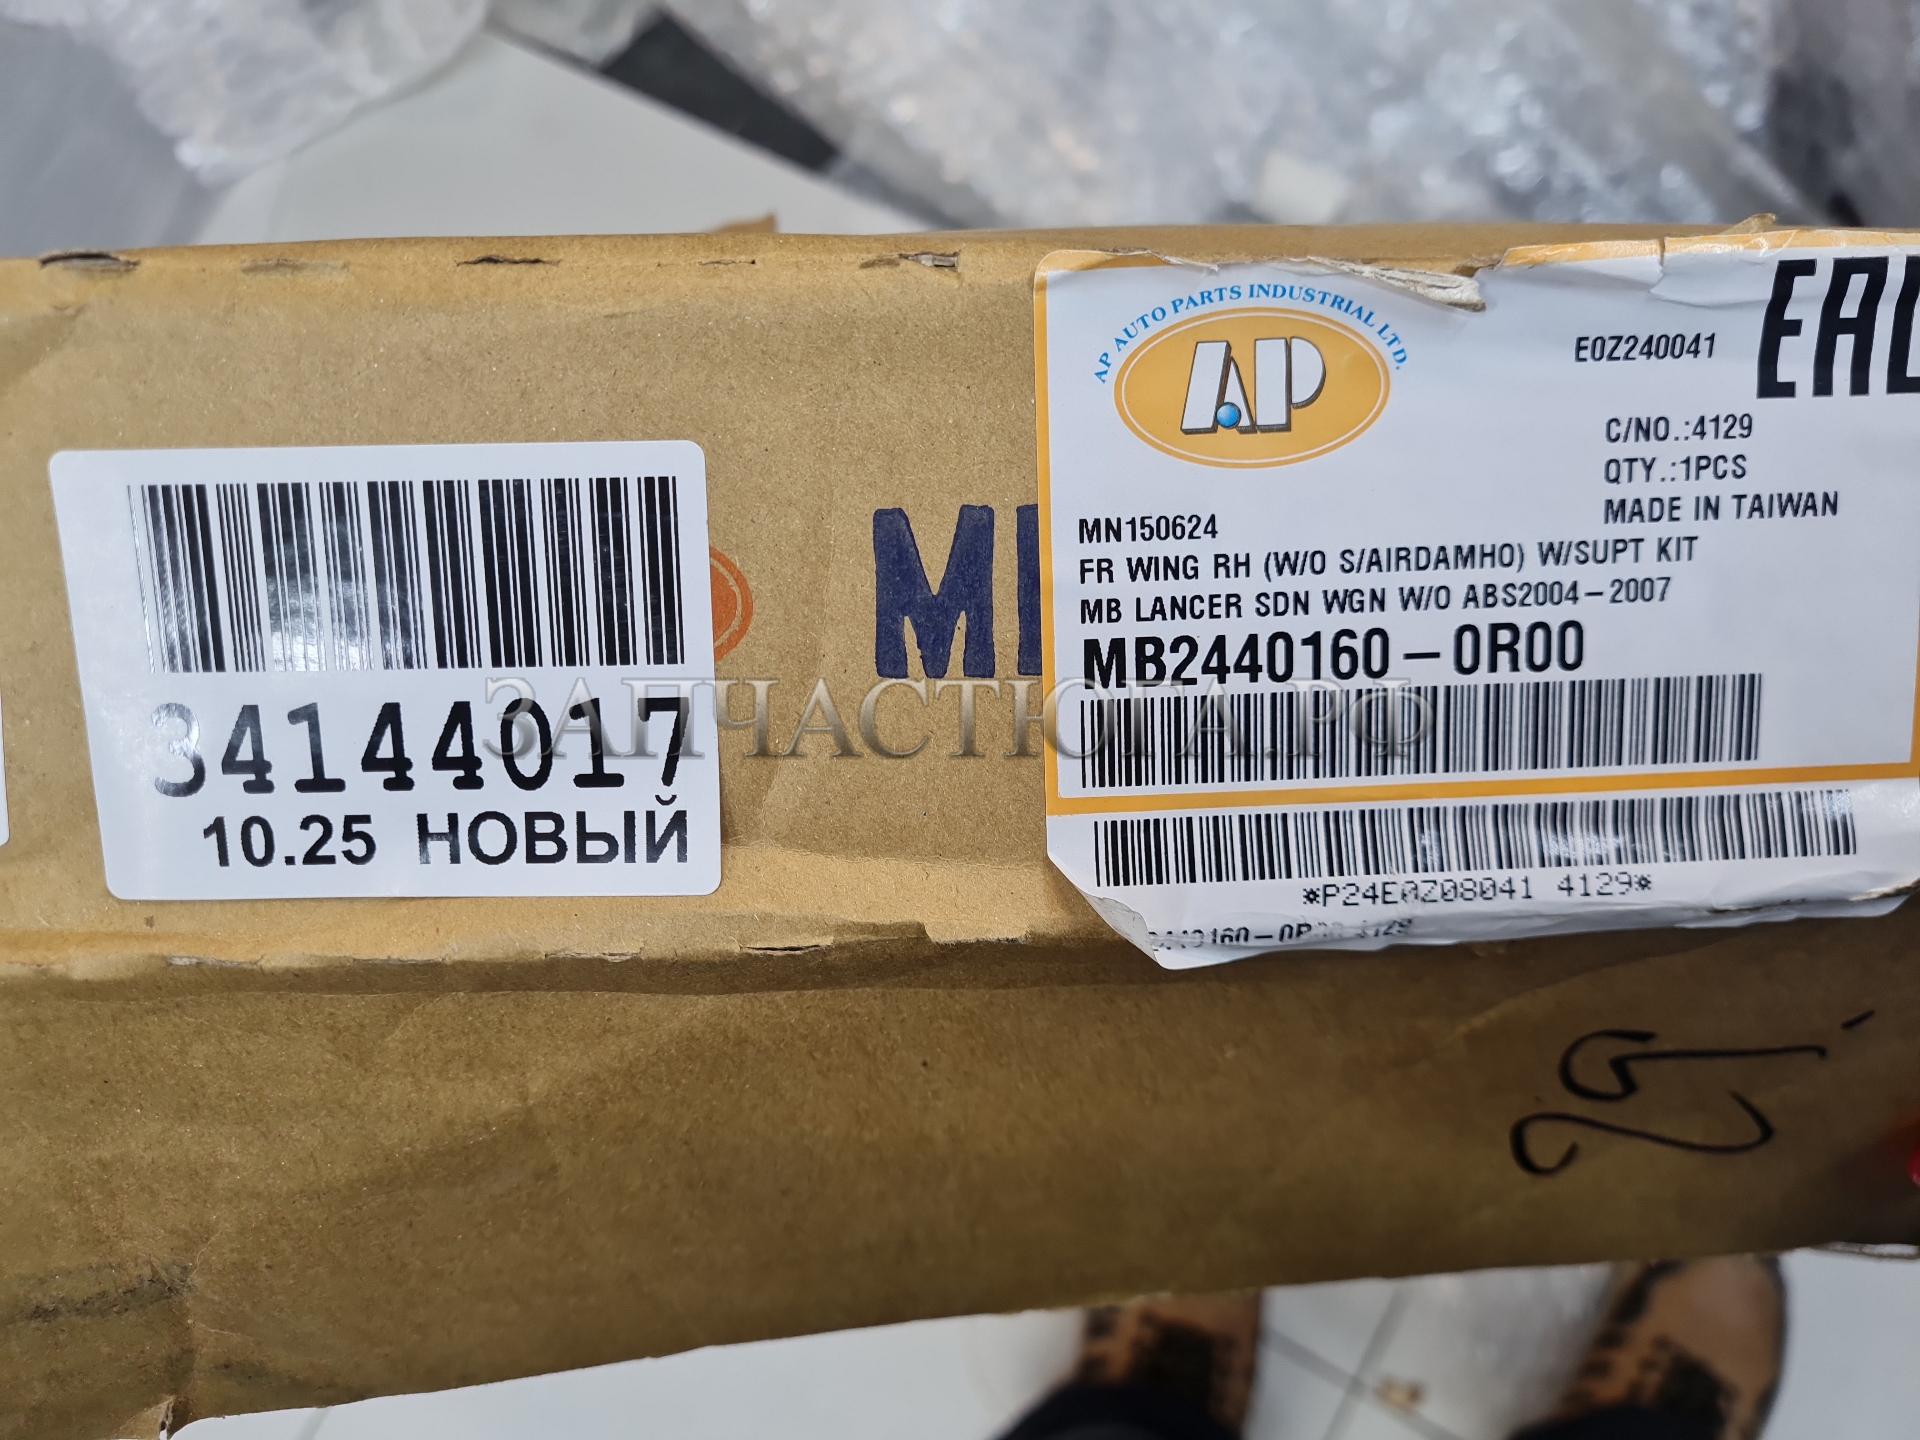 34144017
10.25 НОВЫЙ
AP AUTO PARTS INDUSTRIAL LTD.
AP
E0Z240041
EAC
C/NO.:4129
QTY.:1PCS
MADE IN TAIWAN
MN150624
FR WING RH (W/O S/AIRDAMHO) W/SUPT KIT
MB LANCER SDN WGN W/O ABS2004-2007
MB2440160-0R00
*P24E0Z08041 4129*
ЗАПЧАСТЮГА.РФ
29